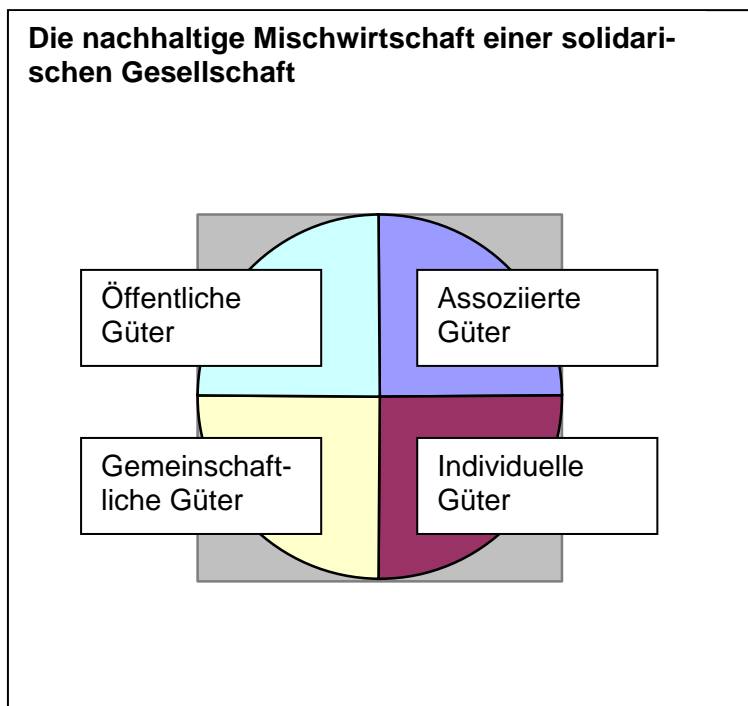 Die nachhaltige Mischwirtschaft einer solidari-
schen Gesellschaft
Öffentliche
Güter
Assoziierte
Güter
Gemeinschaft-
liche Güter
Individuelle
Güter